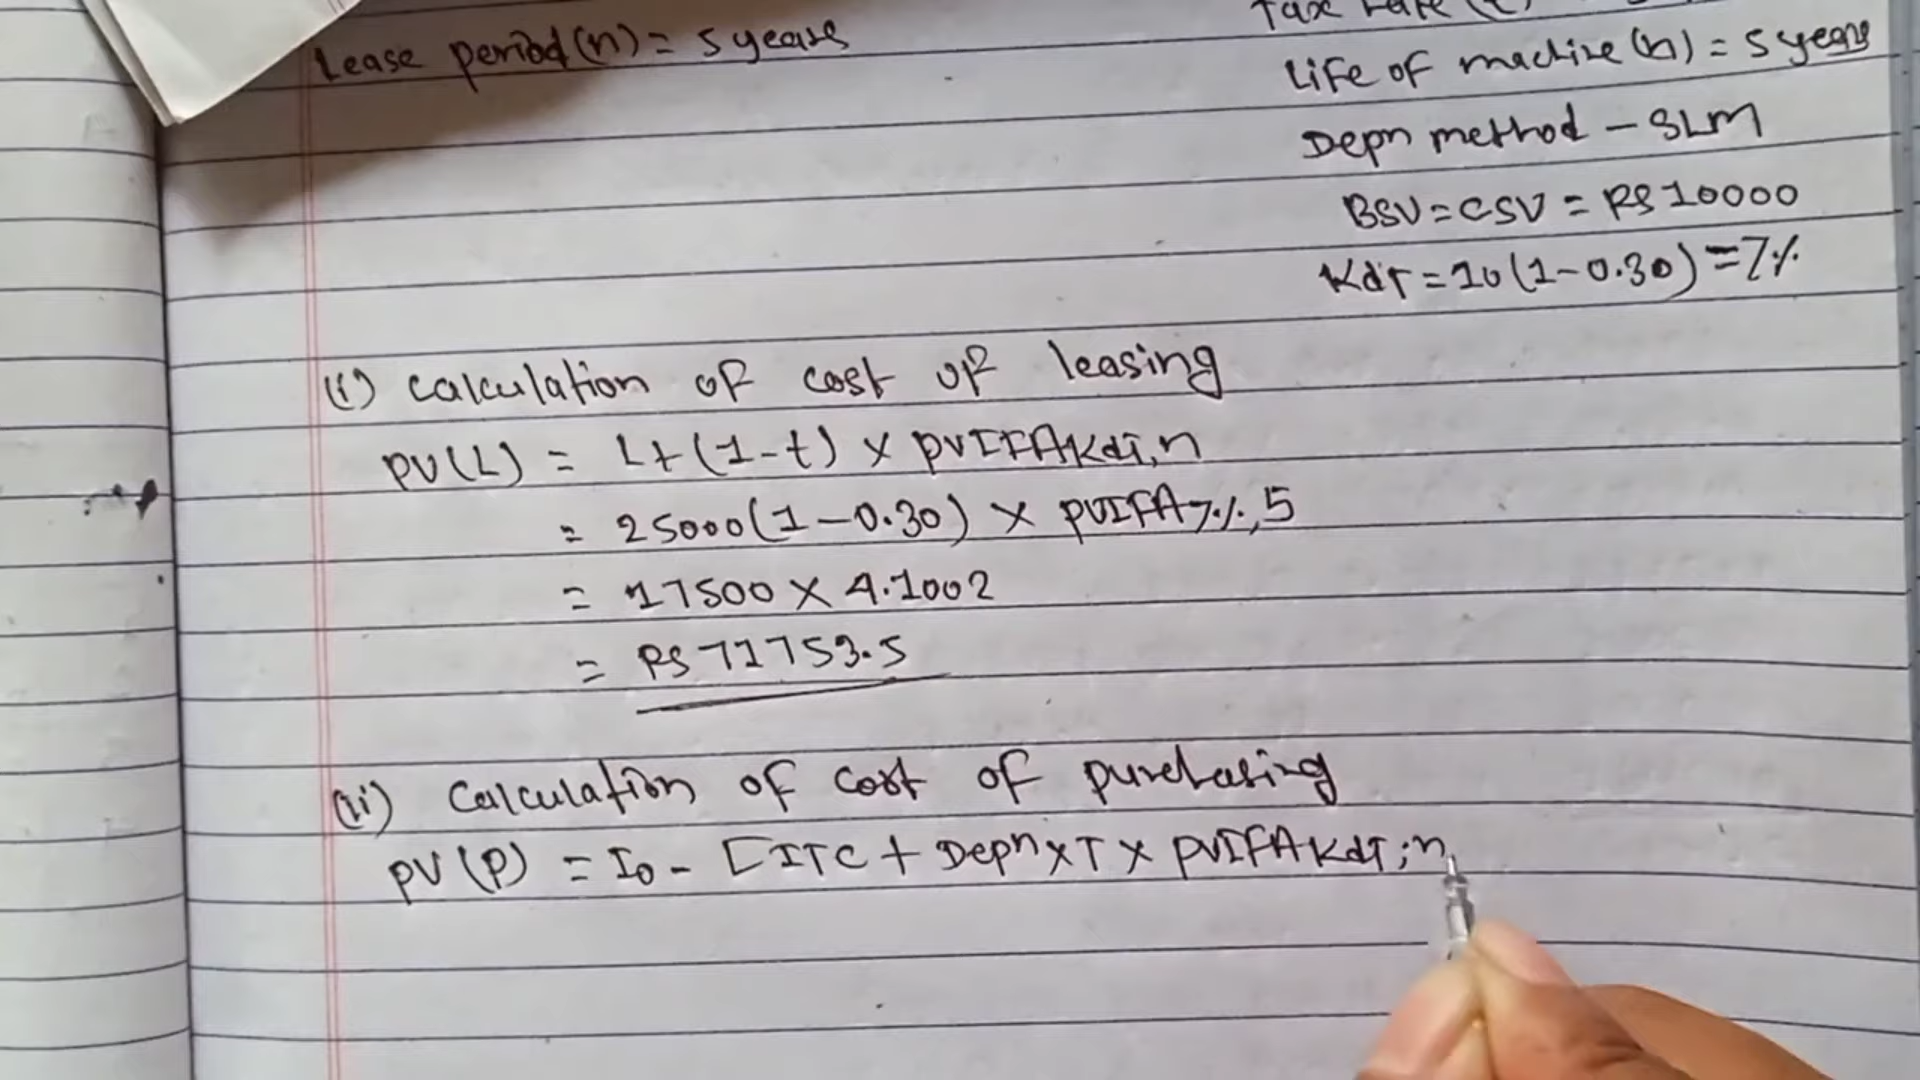 Lease period(n) = 5 years
Tax rate (t)
Life of machine (n) = 5 years
Depn method - SLM
BSV = CSV = RS 10000
KdT = 10 (1-0.30) = 7%
(i) calculation of cost of leasing
PV(L) = Lt (1-t) × PVIFAKdT,n
= 25000 (1-0.30) × PVIFA7%,5
= 17500 × 4.1002
= RS 71753.5
(ii) Calculation of cost of purchasing
PV (P) = I0 - [ITC + Depn × T × PVIFAKdT;n